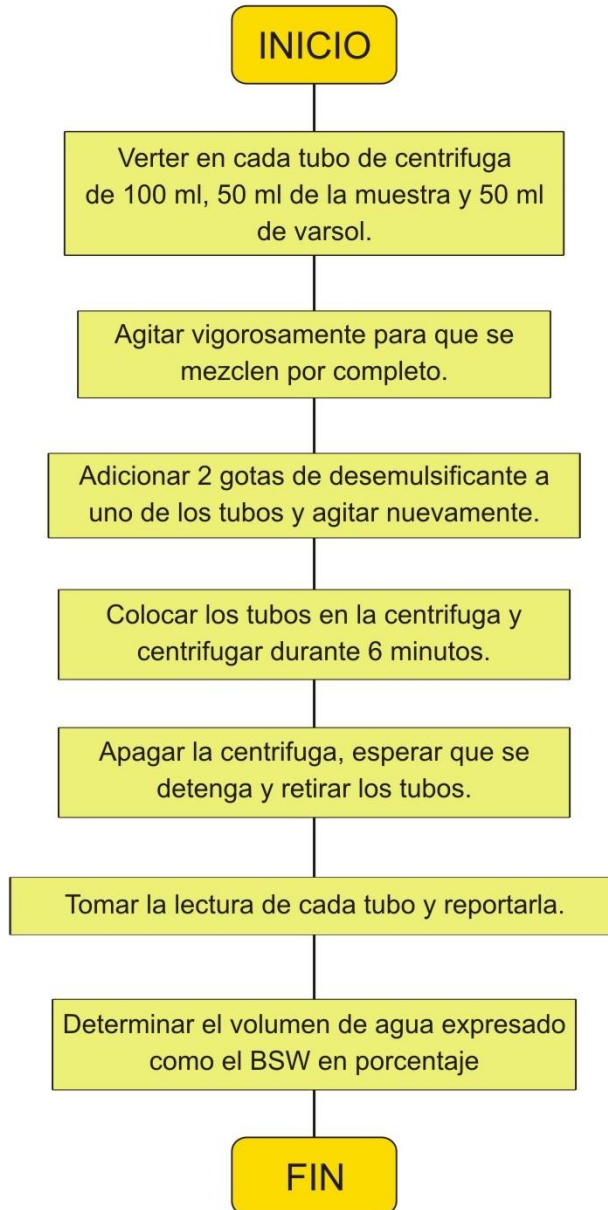 INICIO
Verter en cada tubo de centrifuga
de 100 ml, 50 ml de la muestra y 50 ml
de varsol.
Agitar vigorosamente para que se
mezclen por completo.
Adicionar 2 gotas de desemulsificante a
uno de los tubos y agitar nuevamente.
Colocar los tubos en la centrifuga y
centrifugar durante 6 minutos.
Apagar la centrifuga, esperar que se
detenga y retirar los tubos.
Tomar la lectura de cada tubo y reportarla.
Determinar el volumen de agua expresado
como el BSW en porcentaje
FIN